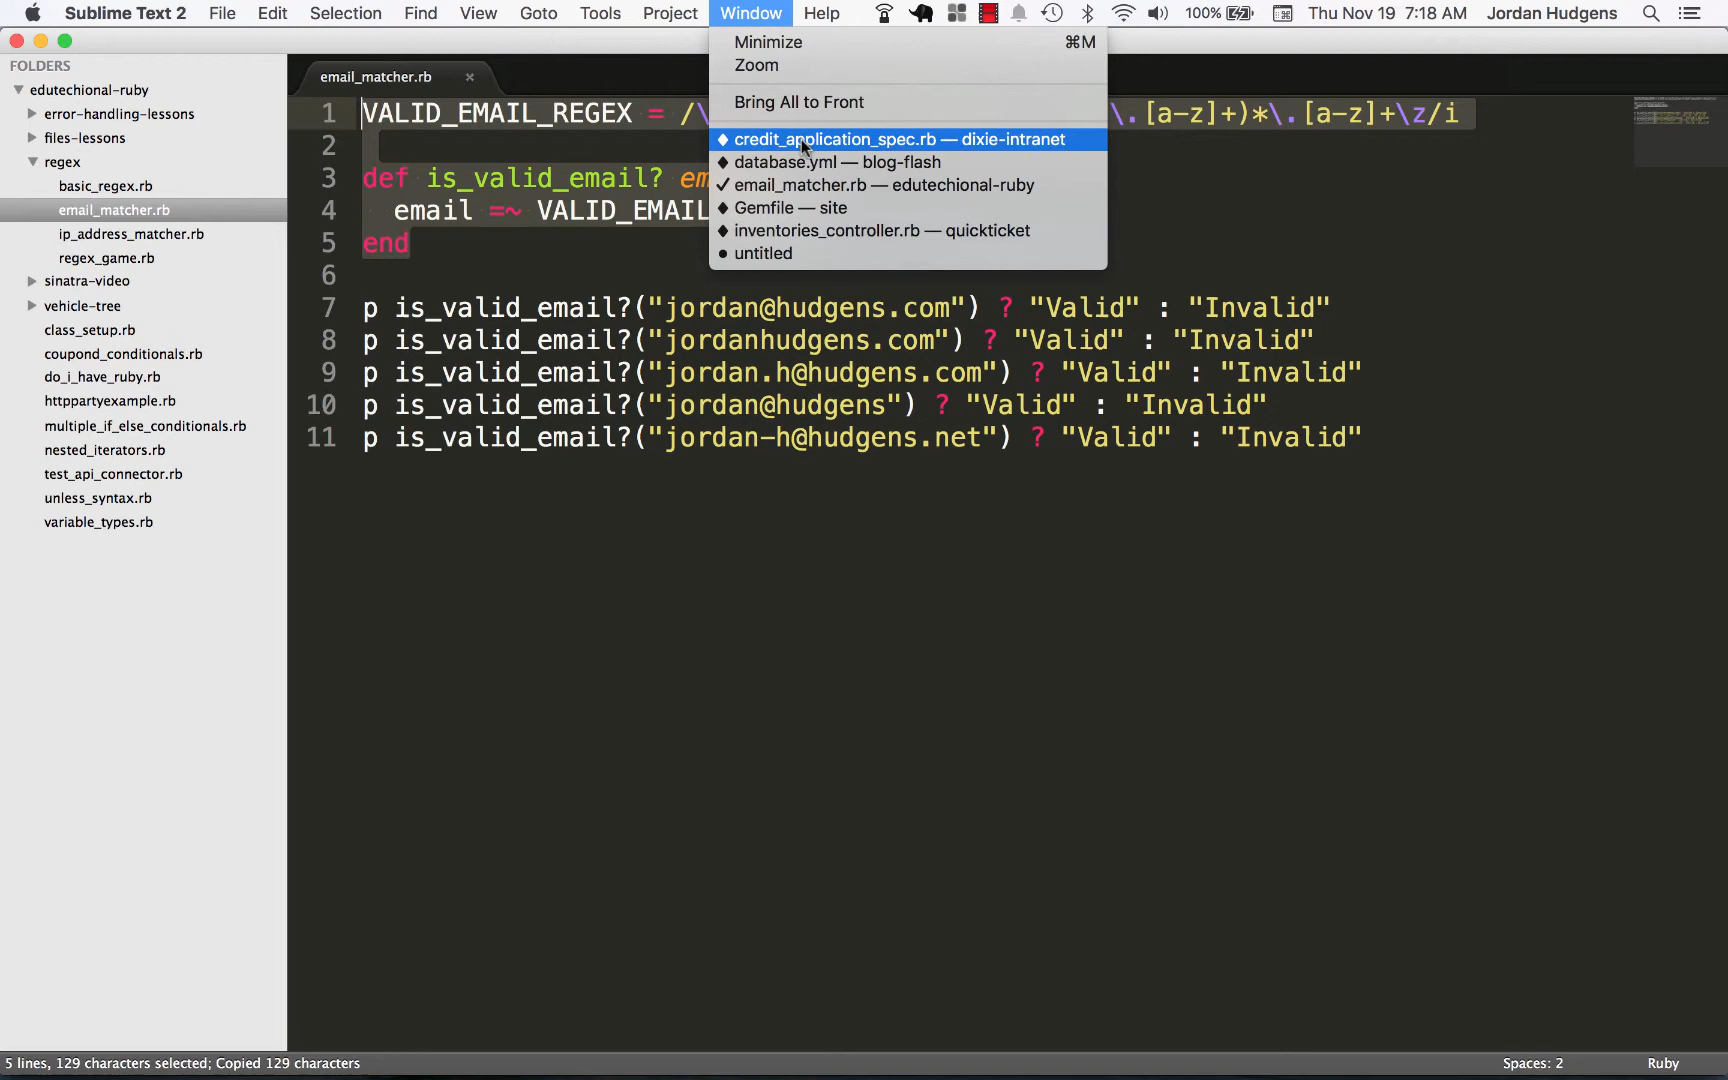 Sublime Text 2 File Edit Selection Find View Goto Tools Project Window Help 100% Thu Nov 19 7:18 AM Jordan Hudgens
Minimize ⌘M
Zoom
Bring All to Front
credit_application_spec.rb — dixie-intranet
database.yml — blog-flash
✓ email_matcher.rb — edutechional-ruby
Gemfile — site
inventories_controller.rb — quickticket
untitled
FOLDERS
edutechional-ruby
error-handling-lessons
files-lessons
regex
basic_regex.rb
email_matcher.rb
ip_address_matcher.rb
regex_game.rb
sinatra-video
vehicle-tree
class_setup.rb
coupond_conditionals.rb
do_i_have_ruby.rb
httppartyexample.rb
multiple_if_else_conditionals.rb
nested_iterators.rb
test_api_connector.rb
unless_syntax.rb
variable_types.rb
email_matcher.rb ×
1 VALID_EMAIL_REGEX = /\ \.[a-z]+)*\.[a-z]+\z/i
2
3 def is_valid_email? em
4 email =~ VALID_EMAIL
5 end
6
7 p is_valid_email?("jordan@hudgens.com") ? "Valid" : "Invalid"
8 p is_valid_email?("jordanhudgens.com") ? "Valid" : "Invalid"
9 p is_valid_email?("jordan.h@hudgens.com") ? "Valid" : "Invalid"
10 p is_valid_email?("jordan@hudgens") ? "Valid" : "Invalid"
11 p is_valid_email?("jordan-h@hudgens.net") ? "Valid" : "Invalid"
5 lines, 129 characters selected; Copied 129 characters Spaces: 2 Ruby